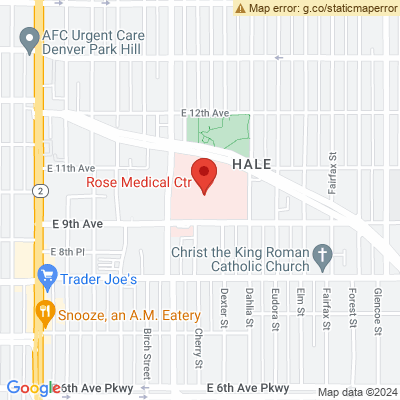 Map error: g.co/staticmaperror
AFC Urgent Care
Denver Park Hill
E 12th Ave
HALE
E 11th Ave
Rose Medical Ctr
Fairfax St
2
E 9th Ave
E 8th Pl
Christ the King Roman
Catholic Church
Trader Joe's
Snooze, an A.M. Eatery
Birch Street
Cherry St
Dexter St
Dahlia St
Eudora St
Elm St
Fairfax St
Forest St
Glencoe St
Google
E 6th Ave Pkwy
E 6th Ave Pkwy
Map data ©2024